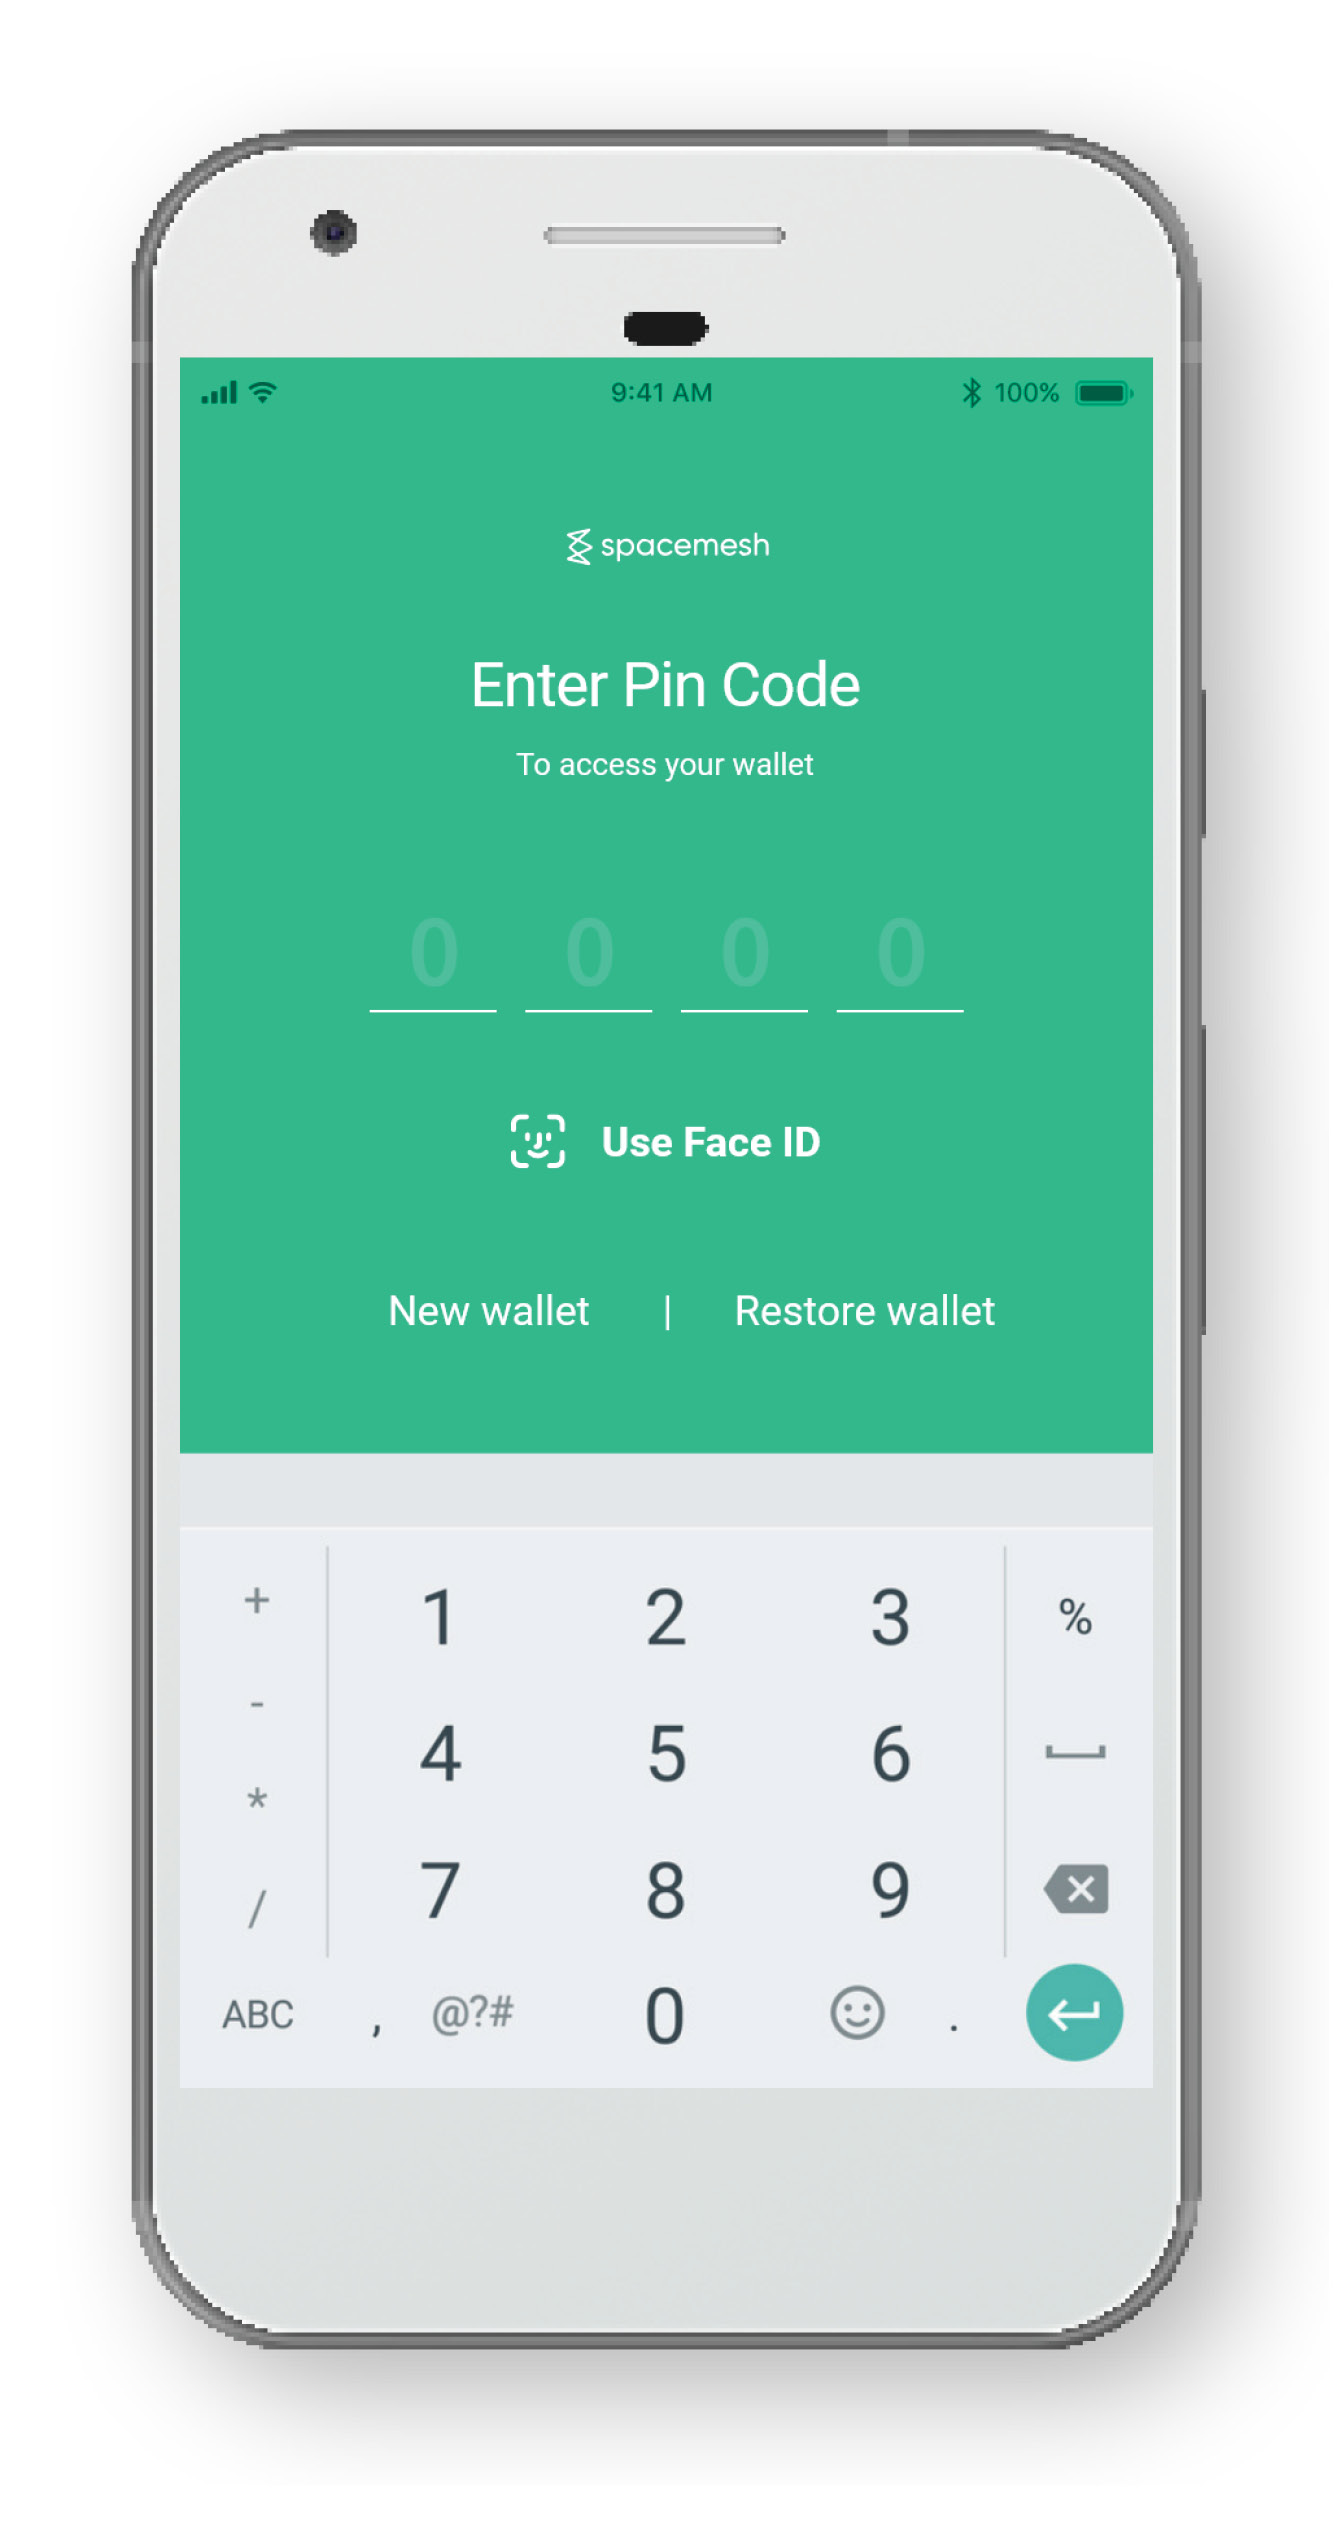 9:41 AM 100%
spacemesh
Enter Pin Code
To access your wallet
0 0 0 0
Use Face ID
New wallet | Restore wallet
+ 1 2 3 %
- 4 5 6
* 7 8 9
/
ABC , @?# 0 .